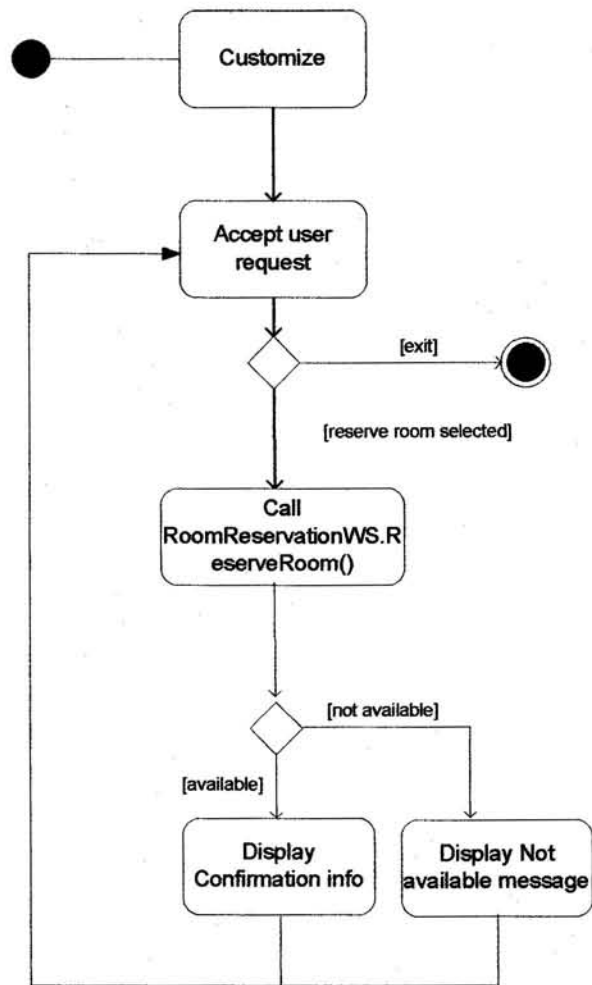 Customize
Accept user
request
[exit]
[reserve room selected]
Call
RoomReservationWS.R
eserveRoom()
[not available]
[available]
Display
Confirmation info
Display Not
available message